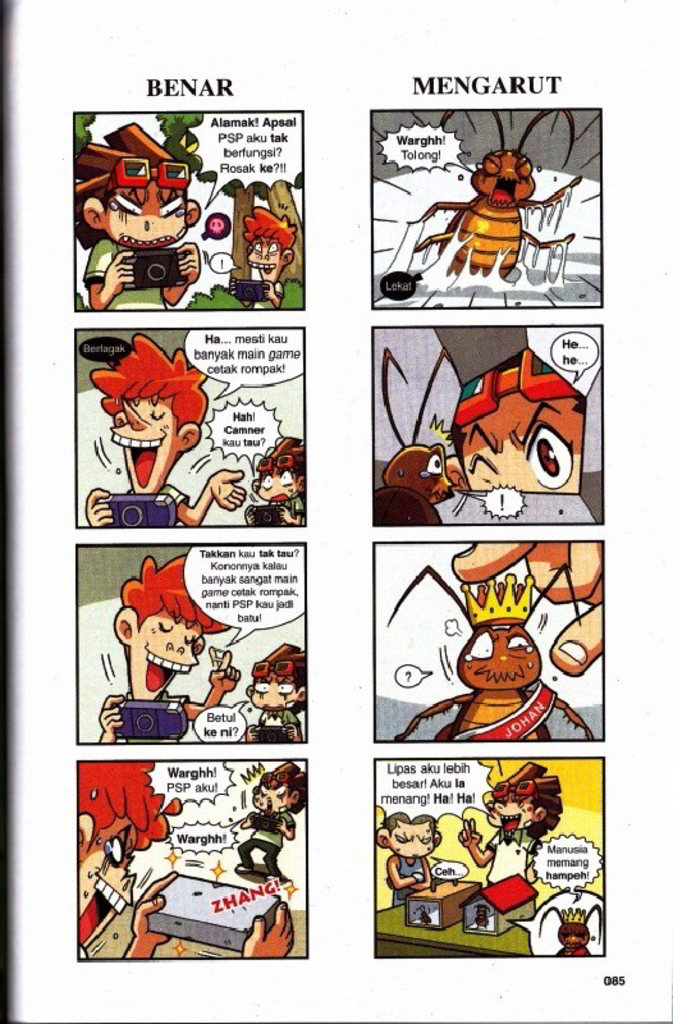 BENAR
Alamak! Apsal
PSP aku tak
berfungsi?
Rosak ke?!!
!
Berlagak
Ha... mesti kau
banyak main game
cetak rompak!
Hah!
Camner
kau tau?
Takkan kau tak tau?
Kononnya kalau
banyak sangat main
game cetak rompak,
nanti PSP kau jadi
batu!
Betul
ke ni?
Warghh!
PSP aku!
Warghh!
ZHANG!
MENGARUT
Warghh!
Tolong!
Lekat
He...
he...
!
?
JOHAN
Lipas aku lebih
besar! Aku la
menang! Ha! Ha!
Ceih...
Manusia
memang
hampeh!
085